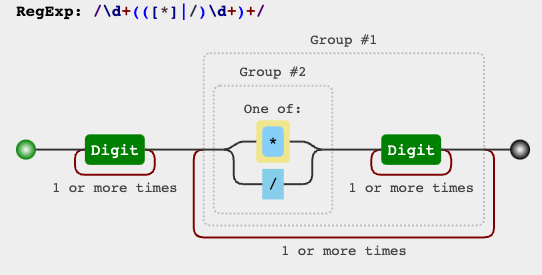 RegExp: /\d+(([*]|/)\d+)+/
Group #1
Group #2
One of:
*
Digit
Digit
/
1 or more times
1 or more times
1 or more times